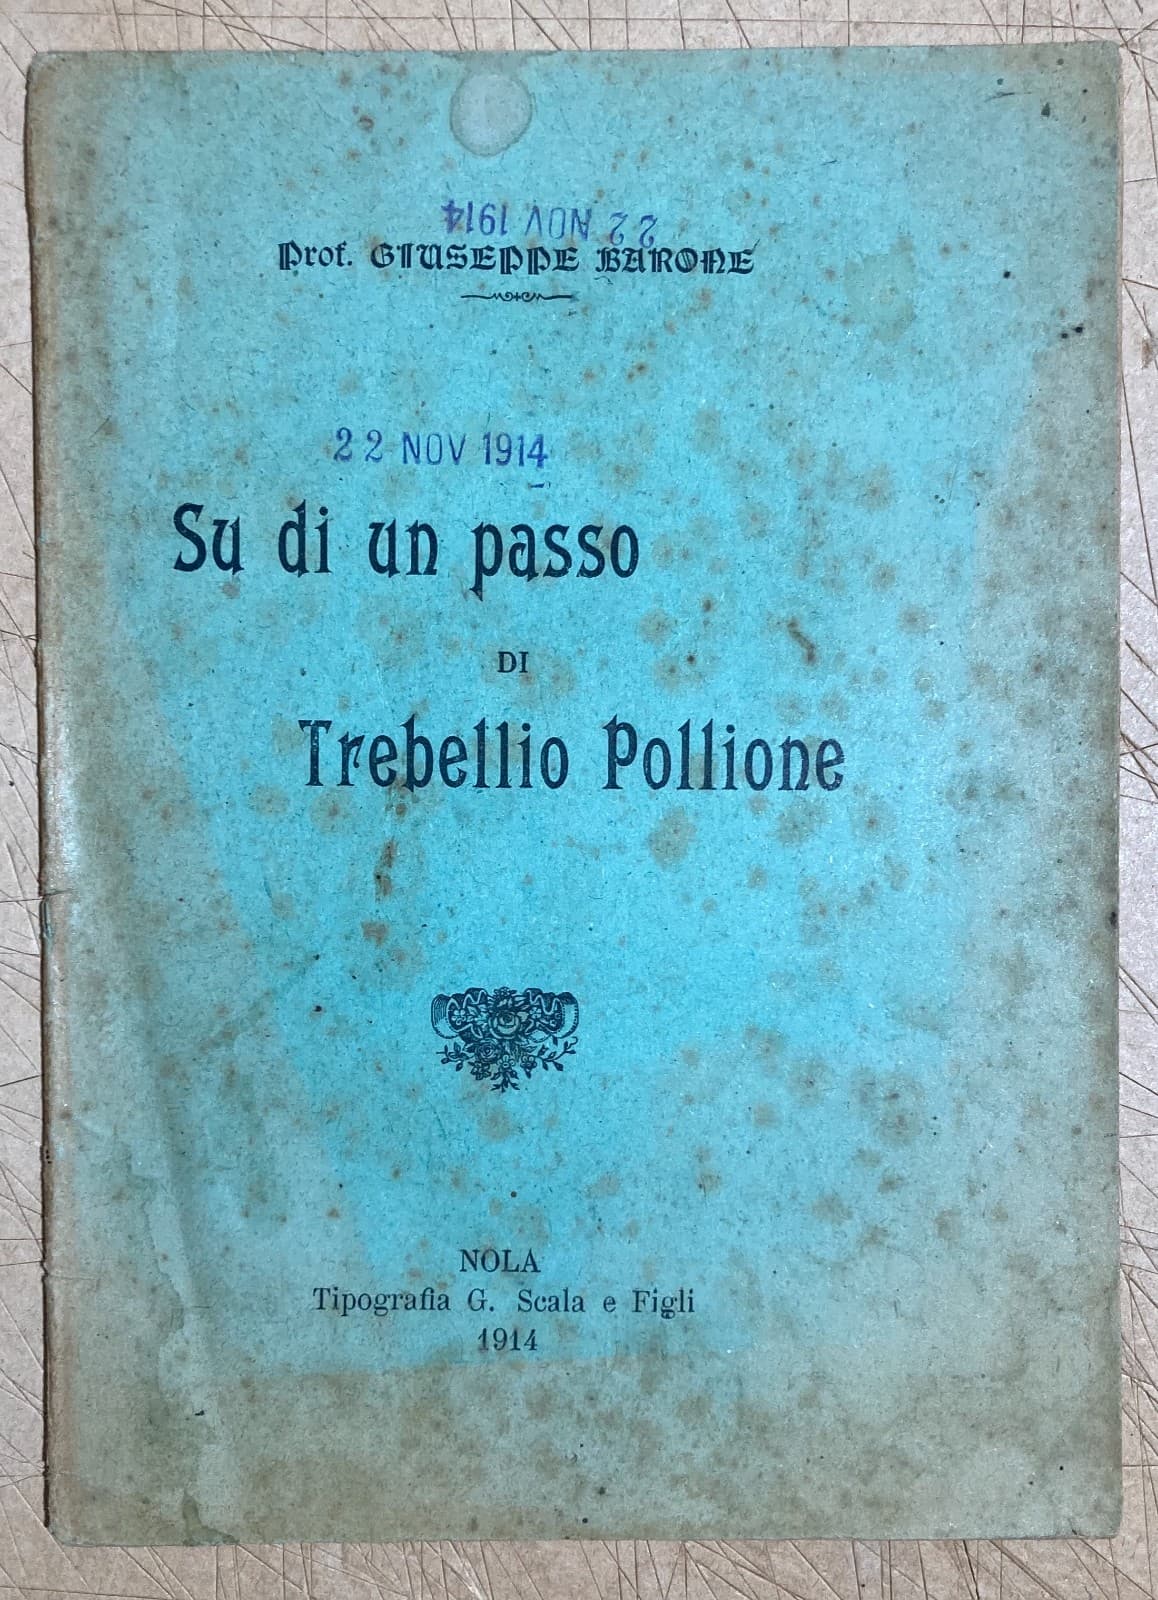 22 NOV 1914
Prof. GIUSEPPE BARONE
22 NOV 1914
Su di un passo
DI
Trebellio Pollione
NOLA
Tipografia G. Scala e Figli
1914